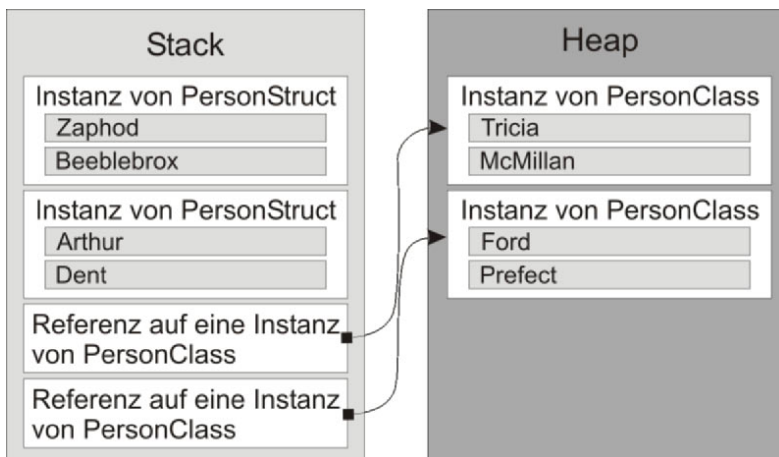 Stack
Instanz von PersonStruct
Zaphod
Beeblebrox
Instanz von PersonStruct
Arthur
Dent
Referenz auf eine Instanz
von PersonClass
Referenz auf eine Instanz
von PersonClass
Heap
Instanz von PersonClass
Tricia
McMillan
Instanz von PersonClass
Ford
Prefect